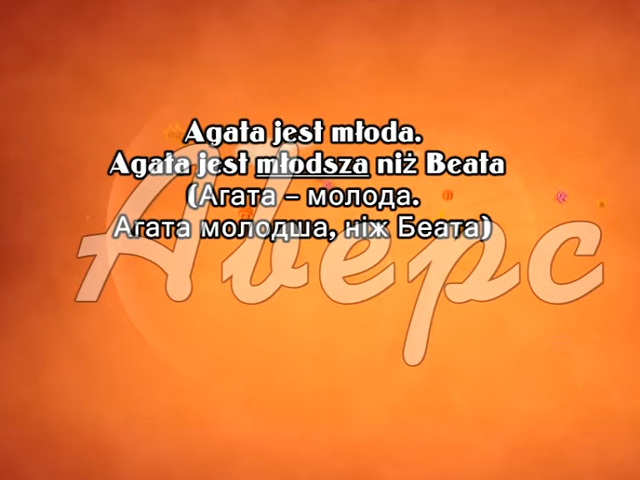 Agata jest młoda.
Agata jest młodsza niż Beata
(Агата – молода.
Агата молодша, ніж Беата)
Аверс